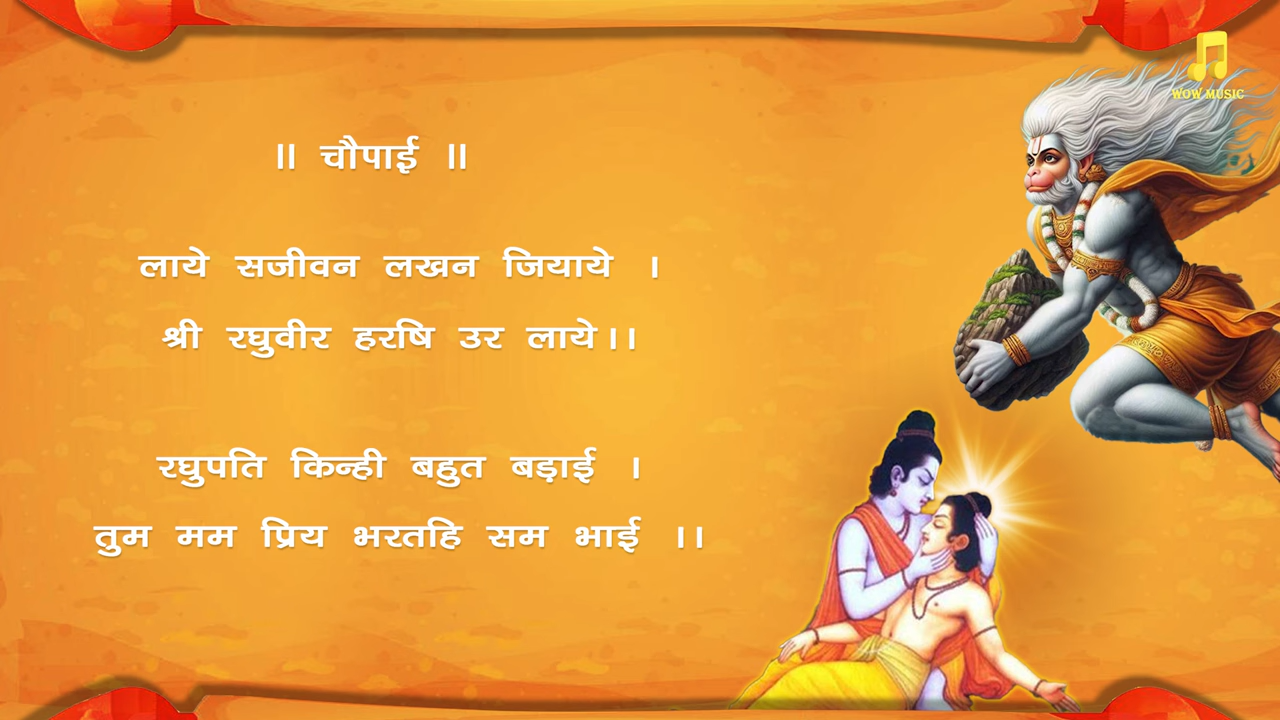 ॥ चौपाई ॥
लाये सजीवन लखन जियाये ।
श्री रघुवीर हरषि उर लाये।।
रघुपति किन्ही बहुत बड़ाई ।
तुम मम प्रिय भरतहि सम भाई ।।
WOW MUSIC